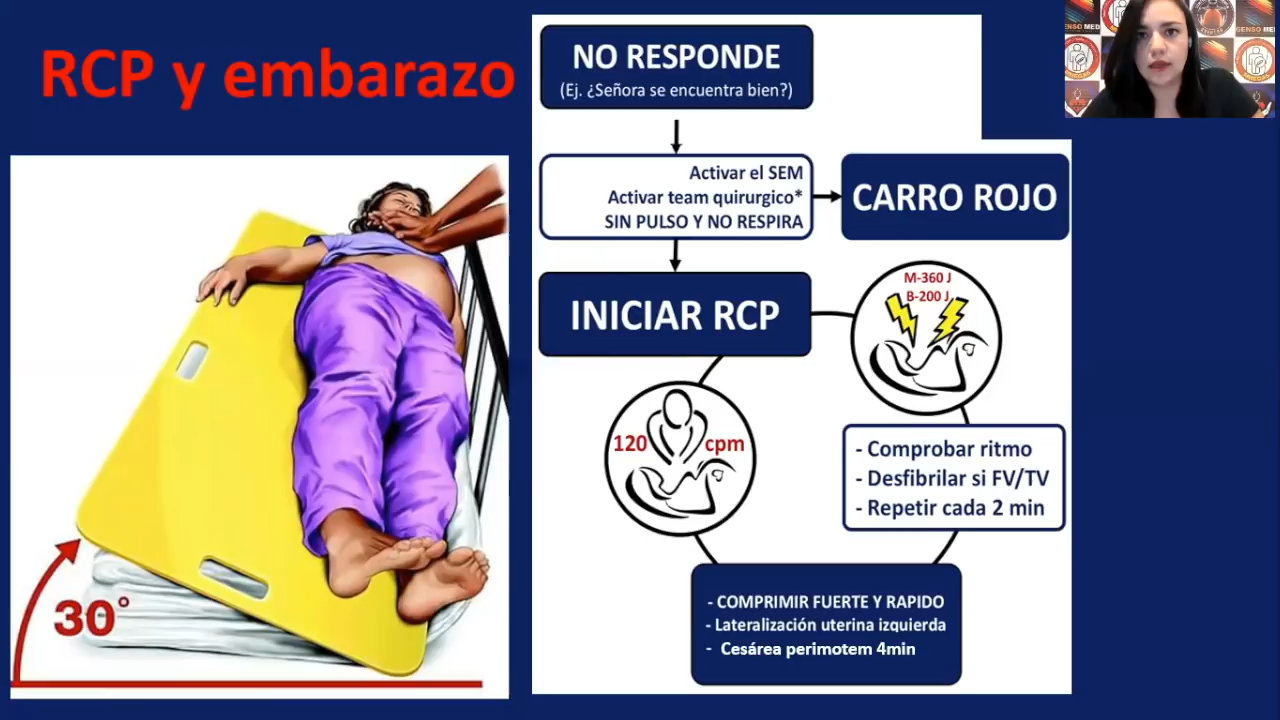 RCP y embarazo
30°
NO RESPONDE
(Ej. ¿Señora se encuentra bien?)
Activar el SEM
Activar team quirurgico*
SIN PULSO Y NO RESPIRA
CARRO ROJO
INICIAR RCP
M-360 J
B-200 J
120 cpm
- Comprobar ritmo
- Desfibrilar si FV/TV
- Repetir cada 2 min
- COMPRIMIR FUERTE Y RAPIDO
- Lateralización uterina izquierda
- Cesárea perimotem 4min